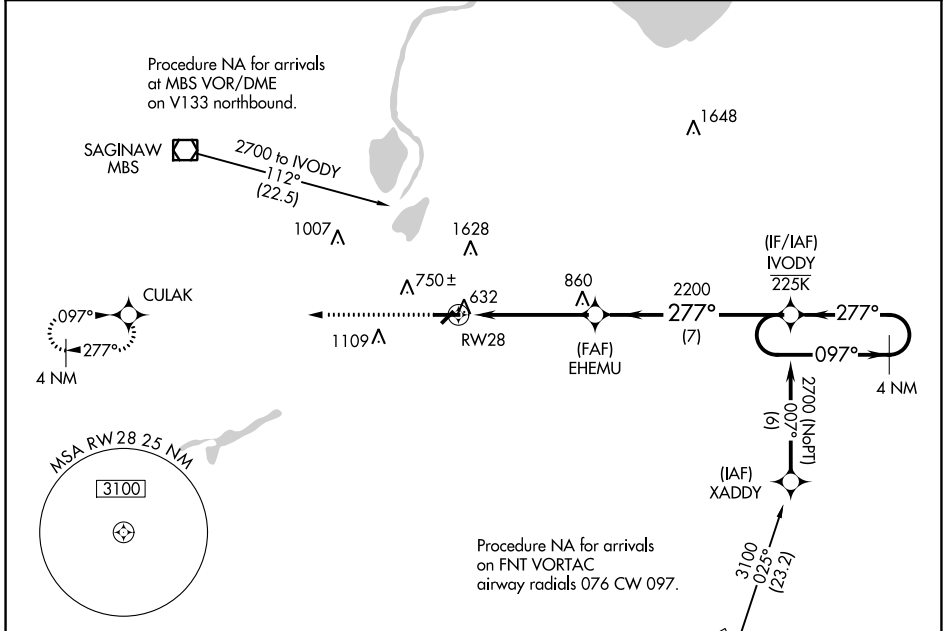 Procedure NA for arrivals
at MBS VOR/DME
on V133 northbound.
1648
SAGINAW
MBS
2700 to IVODY
112°
(22.5)
1007
1628
(IF/IAF)
IVODY
225K
CULAK
097°
277°
4 NM
750 ±
632
860
2200
277°
(7)
277°
1109
RW28
(FAF)
EHEMU
097°
4 NM
2700 (NoPT)
007°
(6)
MSA RW 28 25 NM
3100
(IAF)
XADDY
Procedure NA for arrivals
on FNT VORTAC
airway radials 076 CW 097.
3100
025°
(23.2)